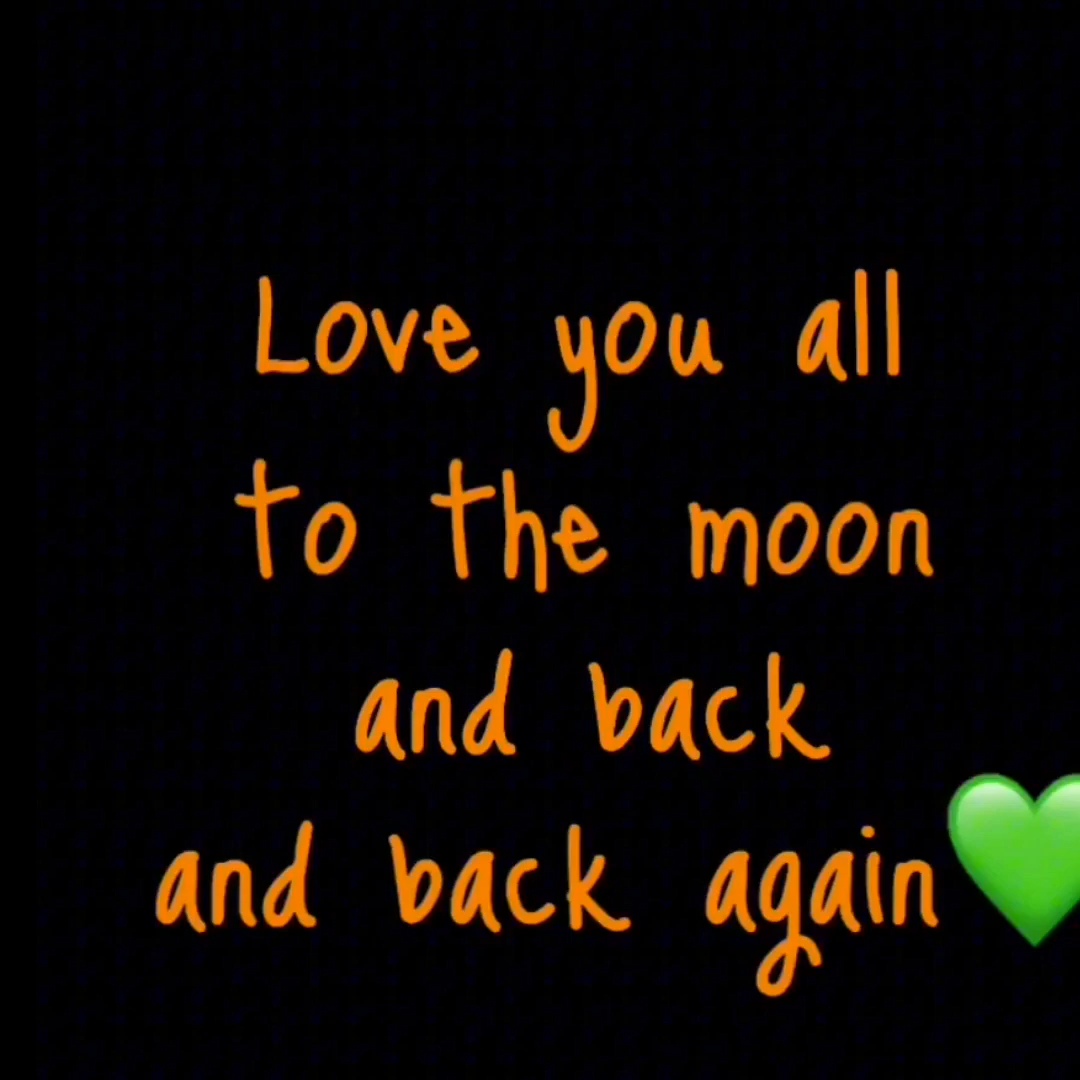 Love you all
to the moon
and back
and back again💚